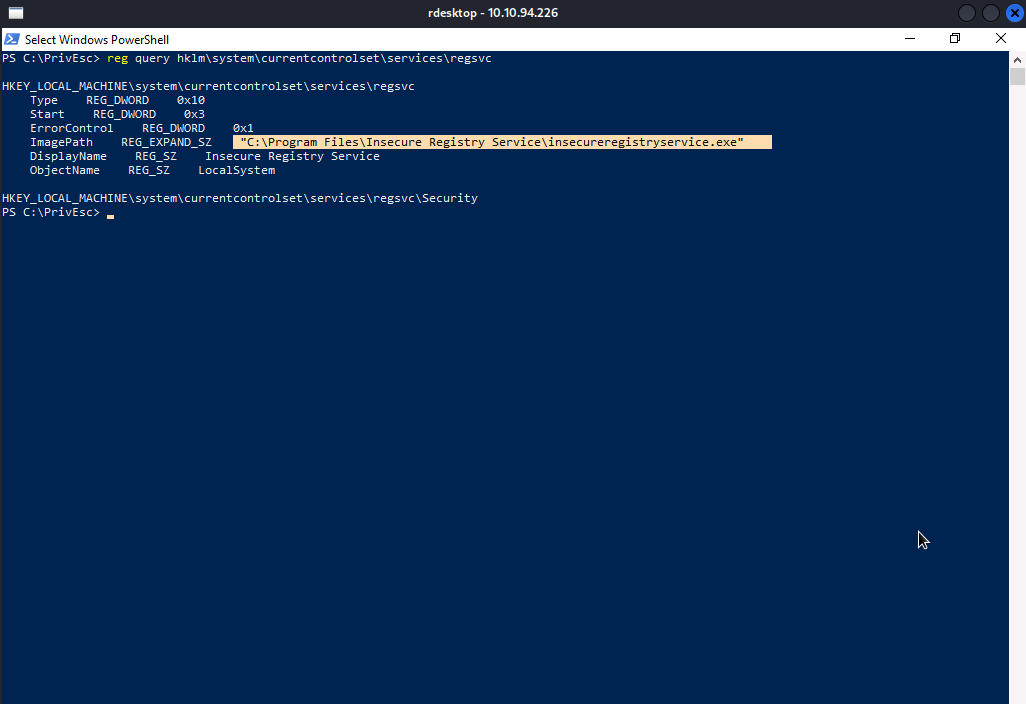 rdesktop - 10.10.94.226
Select Windows PowerShell
PS C:\PrivEsc> reg query hklm\system\currentcontrolset\services\regsvc
HKEY_LOCAL_MACHINE\system\currentcontrolset\services\regsvc
    Type    REG_DWORD    0x10
    Start    REG_DWORD    0x3
    ErrorControl    REG_DWORD    0x1
    ImagePath    REG_EXPAND_SZ    "C:\Program Files\Insecure Registry Service\insecureregistryservice.exe"
    DisplayName    REG_SZ    Insecure Registry Service
    ObjectName    REG_SZ    LocalSystem
HKEY_LOCAL_MACHINE\system\currentcontrolset\services\regsvc\Security
PS C:\PrivEsc>